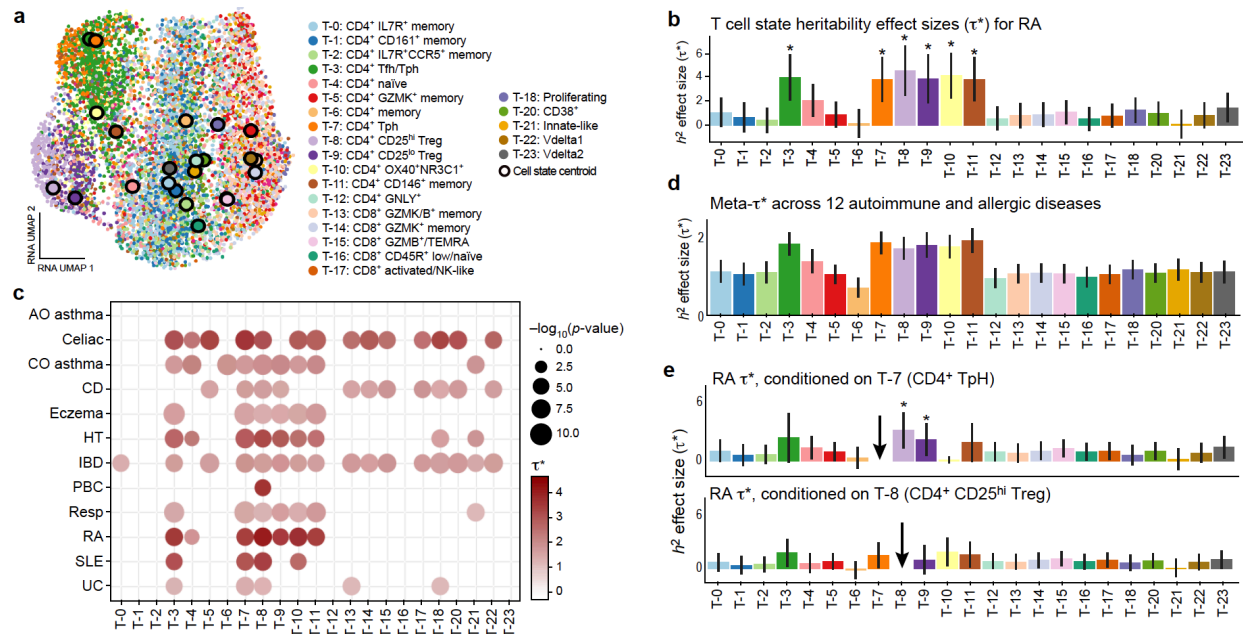 a
RNA UMAP 2
RNA UMAP 1
T-0: CD4⁺ IL7R⁺ memory
T-1: CD4⁺ CD161⁺ memory
T-2: CD4⁺ IL7R⁺CCR5⁺ memory
T-3: CD4⁺ Tfh/Tph
T-4: CD4⁺ naïve
T-5: CD4⁺ GZMK⁺ memory
T-6: CD4⁺ memory
T-7: CD4⁺ Tph
T-8: CD4⁺ CD25ʰⁱ Treg
T-9: CD4⁺ CD25ˡᵒ Treg
T-10: CD4⁺ OX40⁺NR3C1⁺
T-11: CD4⁺ CD146⁺ memory
T-12: CD4⁺ GNLY⁺
T-13: CD8⁺ GZMK/B⁺ memory
T-14: CD8⁺ GZMK⁺ memory
T-15: CD8⁺ GZMB⁺/TEMRA
T-16: CD8⁺ CD45R⁺ low/naïve
T-17: CD8⁺ activated/NK-like
T-18: Proliferating
T-20: CD38⁺
T-21: Innate-like
T-22: Vdelta1
T-23: Vdelta2
Cell state centroid
b
T cell state heritability effect sizes (τ*) for RA
h² effect size (τ*)
6
4
2
0
* * * * * *
T-0 T-1 T-2 T-3 T-4 T-5 T-6 T-7 T-8 T-9 T-10 T-11 T-12 T-13 T-14 T-15 T-16 T-17 T-18 T-20 T-21 T-22 T-23
c
AO asthma
Celiac
CO asthma
CD
Eczema
HT
IBD
PBC
Resp
RA
SLE
UC
T-0 T-1 T-2 T-3 T-4 T-5 T-6 T-7 T-8 T-9 T-10 T-11 T-12 T-13 T-14 T-15 T-16 T-17 T-18 T-20 T-21 T-22 T-23
−log₁₀(p-value)
0.0
2.5
5.0
7.5
10.0
τ*
4
3
2
1
0
d
Meta-τ* across 12 autoimmune and allergic diseases
h² effect size (τ*)
2
0
T-0 T-1 T-2 T-3 T-4 T-5 T-6 T-7 T-8 T-9 T-10 T-11 T-12 T-13 T-14 T-15 T-16 T-17 T-18 T-20 T-21 T-22 T-23
e
RA τ*, conditioned on T-7 (CD4⁺ TpH)
h² effect size (τ*)
6
0
* *
RA τ*, conditioned on T-8 (CD4⁺ CD25ʰⁱ Treg)
6
0
T-0 T-1 T-2 T-3 T-4 T-5 T-6 T-7 T-8 T-9 T-10 T-11 T-12 T-13 T-14 T-15 T-16 T-17 T-18 T-20 T-21 T-22 T-23